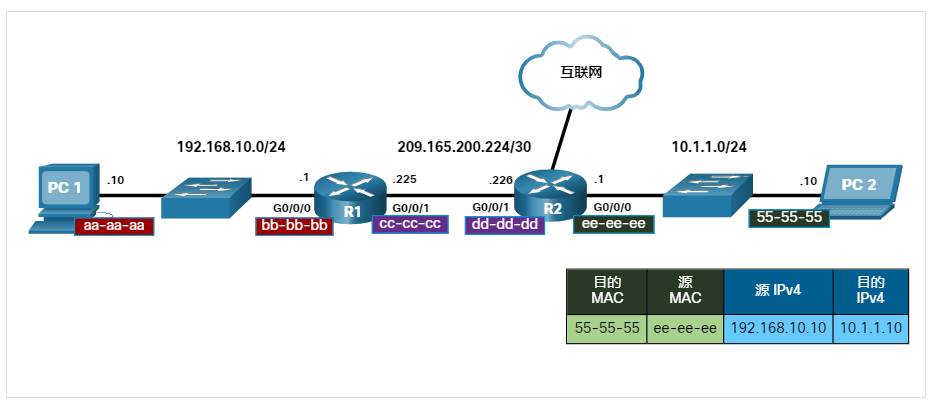 互联网
192.168.10.0/24
209.165.200.224/30
10.1.1.0/24
PC 1
.10
.1
.225
.226
.1
.10
PC 2
R1
R2
G0/0/0
G0/0/1
G0/0/1
G0/0/0
aa-aa-aa
bb-bb-bb
cc-cc-cc
dd-dd-dd
ee-ee-ee
55-55-55
目的
MAC
源
MAC
源 IPv4
目的
IPv4
55-55-55
ee-ee-ee
192.168.10.10
10.1.1.10